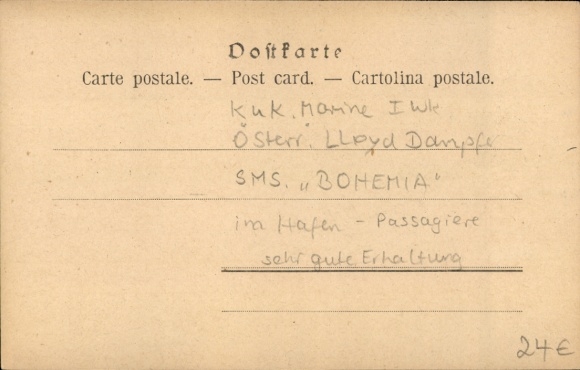 Postkarte
Carte postale. — Post card. — Cartolina postale.
KuK. Marine I WK
Österr. LLoyd Dampfer
SMS. „BOHEMIA"
im Hafen - Passagiere
sehr gute Erhaltung
24€